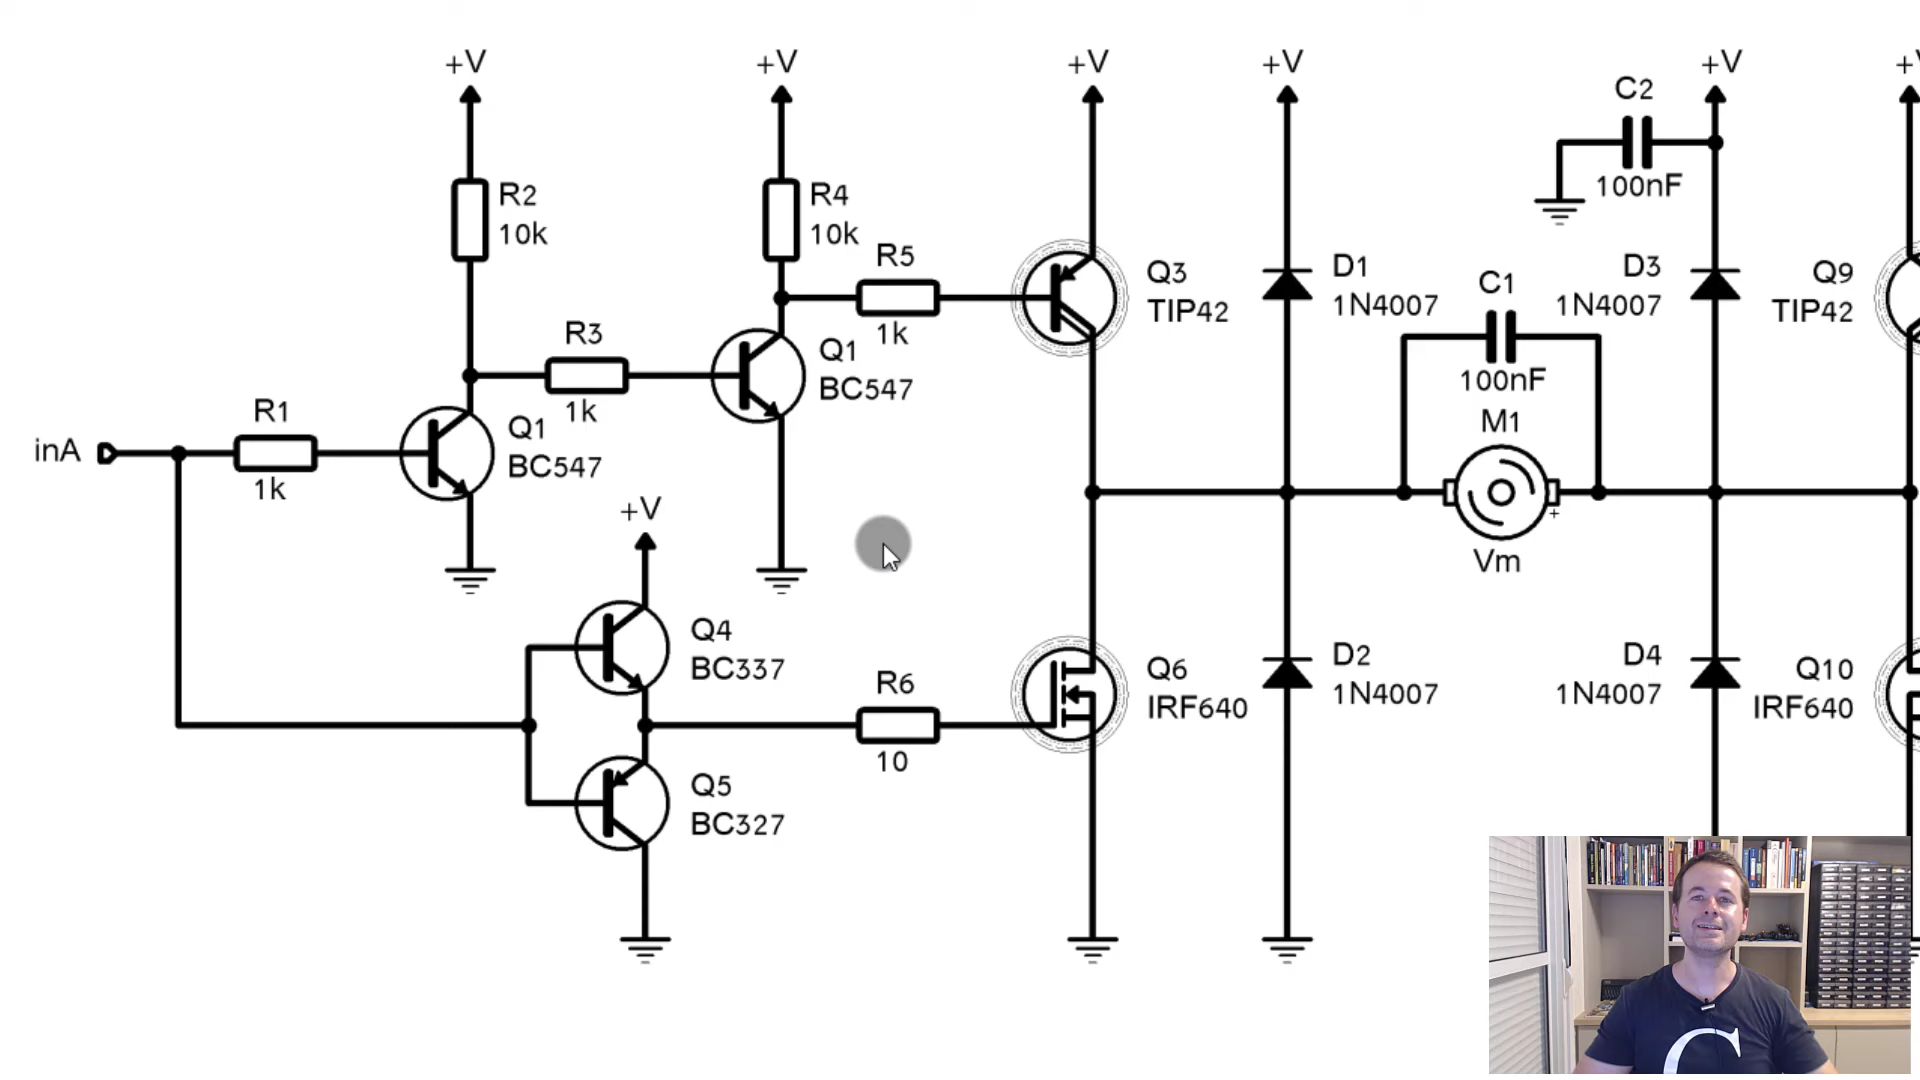 +V
+V
+V
+V
+V
C2
100nF
R2
10k
R4
10k
R5
1k
Q3
TIP42
D1
1N4007
C1
100nF
D3
1N4007
Q9
TIP42
R3
1k
Q1
BC547
M1
Vm
+
inA
R1
1k
Q1
BC547
+V
Q4
BC337
R6
10
Q6
IRF640
D2
1N4007
D4
1N4007
Q10
IRF640
Q5
BC327